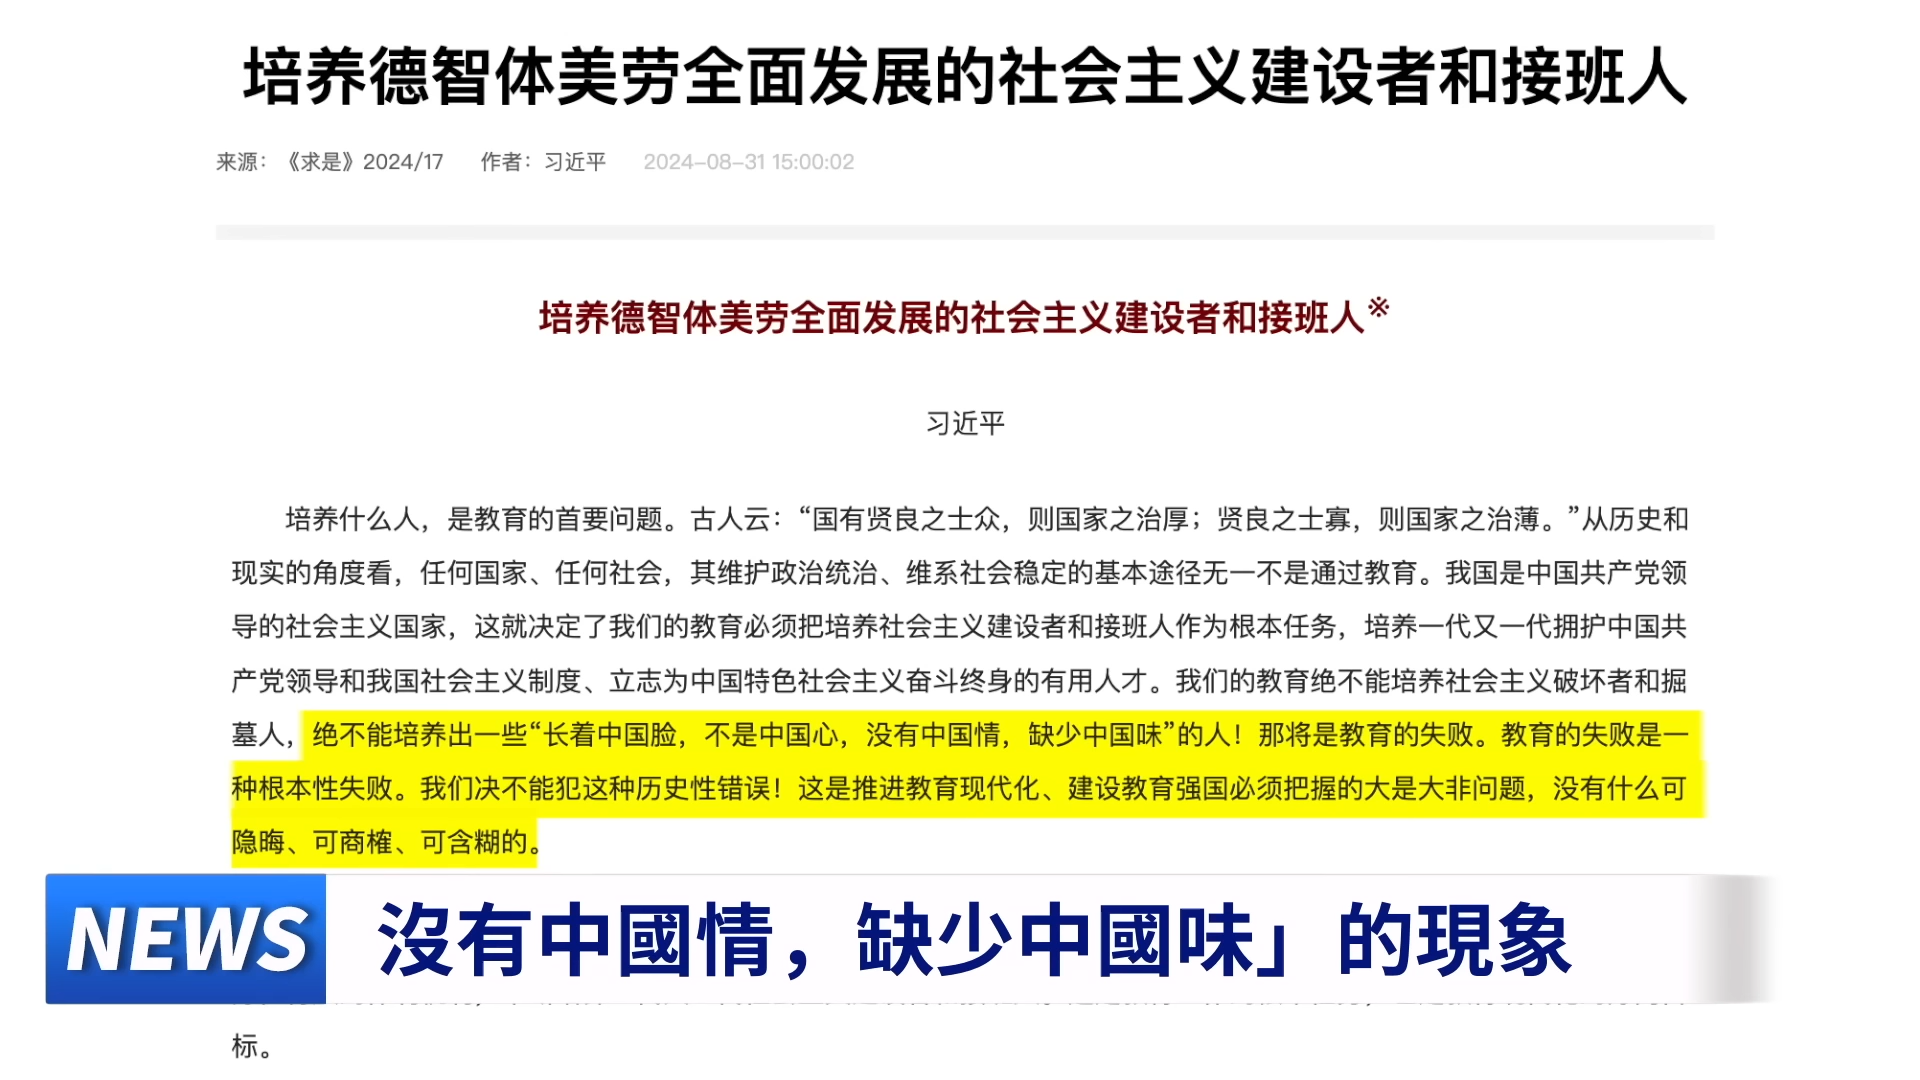 培养德智体美劳全面发展的社会主义建设者和接班人
来源：《求是》2024/17 作者：习近平 2024-08-31 15:00:02
培养德智体美劳全面发展的社会主义建设者和接班人※
习近平
培养什么人，是教育的首要问题。古人云：“国有贤良之士众，则国家之治厚；贤良之士寡，则国家之治薄。”从历史和
现实的角度看，任何国家、任何社会，其维护政治统治、维系社会稳定的基本途径无一不是通过教育。我国是中国共产党领
导的社会主义国家，这就决定了我们的教育必须把培养社会主义建设者和接班人作为根本任务，培养一代又一代拥护中国共
产党领导和我国社会主义制度、立志为中国特色社会主义奋斗终身的有用人才。我们的教育绝不能培养社会主义破坏者和掘
墓人，绝不能培养出一些“长着中国脸，不是中国心，没有中国情，缺少中国味”的人！那将是教育的失败。教育的失败是一
种根本性失败。我们决不能犯这种历史性错误！这是推进教育现代化、建设教育强国必须把握的大是大非问题，没有什么可
隐晦、可商榷、可含糊的。
NEWS 沒有中國情，缺少中國味」的現象
标。